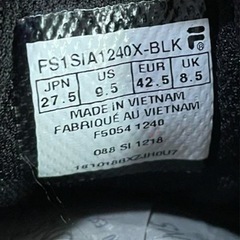 FS1SIA1240X-BLK
JPN US EUR UK
27.5 9.5 42.5 8.5
MADE IN VIETNAM
FABRIQUÉ AU VIETNAM
F5054 1240
088 SI 1218